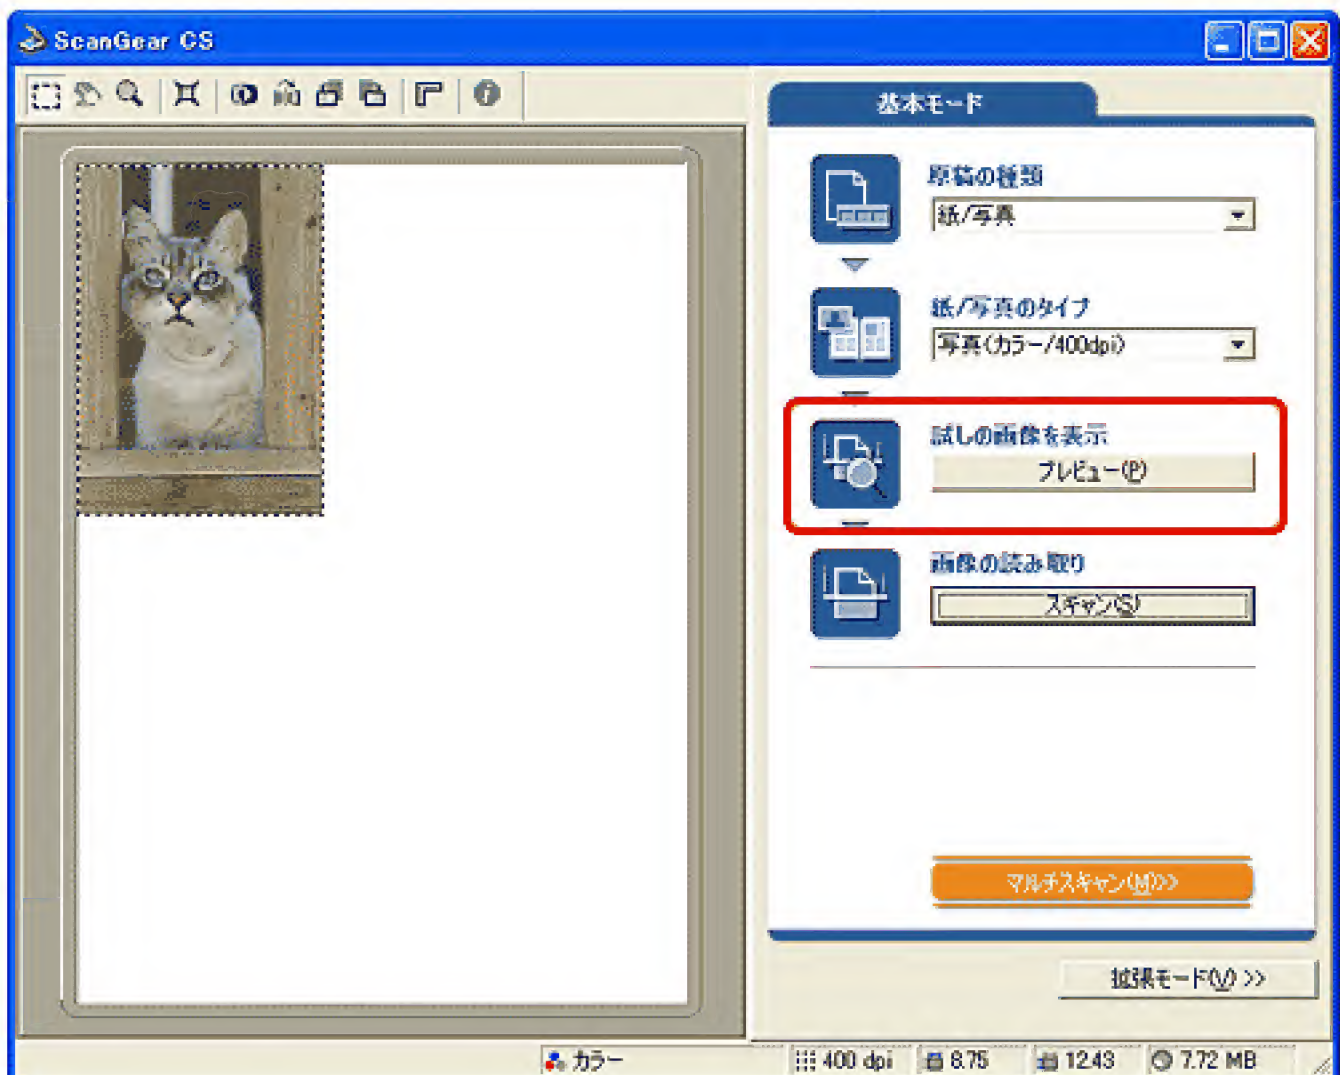 ScanGear CS
基本モード
原稿の種類
紙/写真
紙/写真のタイプ
写真(カラー/400dpi)
試しの画像を表示
プレビュー(P)
画像の読み取り
スキャン(S)
マルチスキャン(M)>>
拡張モード(V) >>
カラー
400 dpi
8.75
12.43
7.72 MB